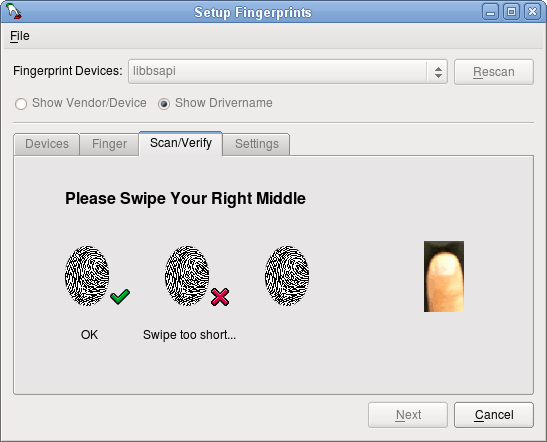 Setup Fingerprints
File
Fingerprint Devices: libbsapi Rescan
Show Vendor/Device Show Drivername
Devices Finger Scan/Verify Settings
Please Swipe Your Right Middle
OK Swipe too short...
Next Cancel